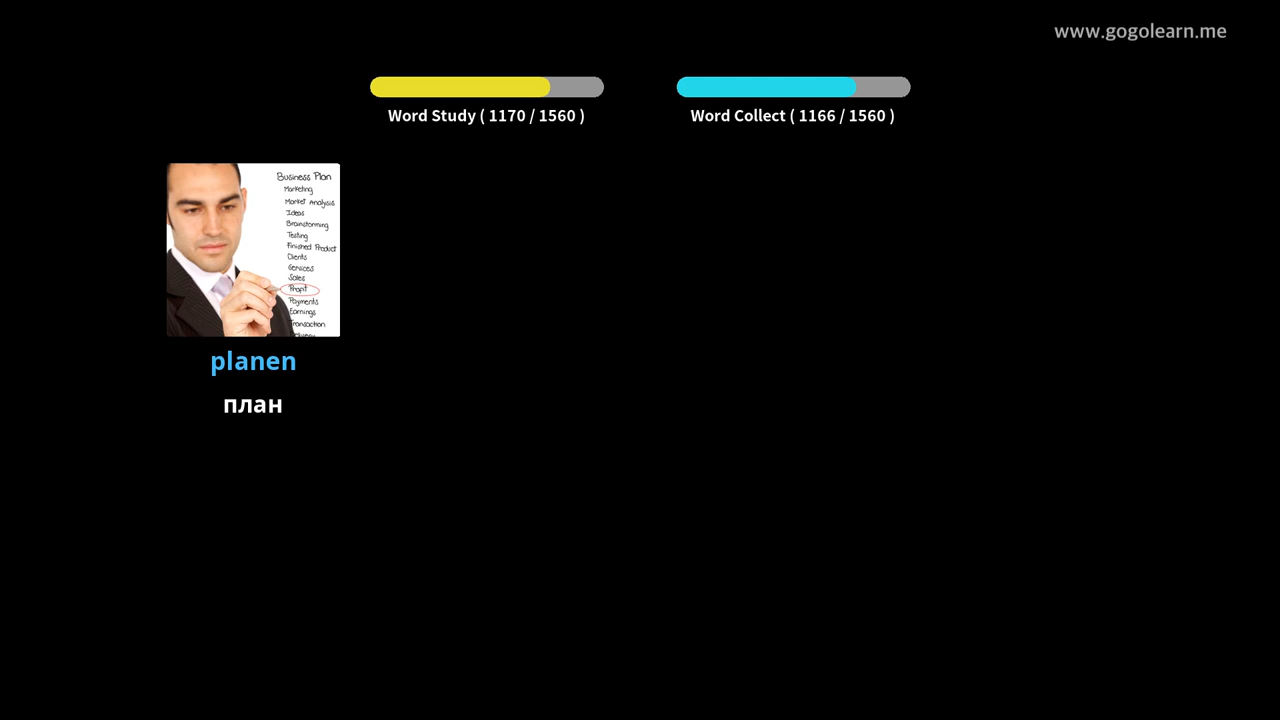 www.gogolearn.me
Word Study ( 1170 / 1560 )
Word Collect ( 1166 / 1560 )
Business Plan
Marketing
Market Analysis
Ideas
Brainstorming
Testing
Finished Product
Clients
Services
Sales
Profit
Payments
Earnings
Transaction
planen
план